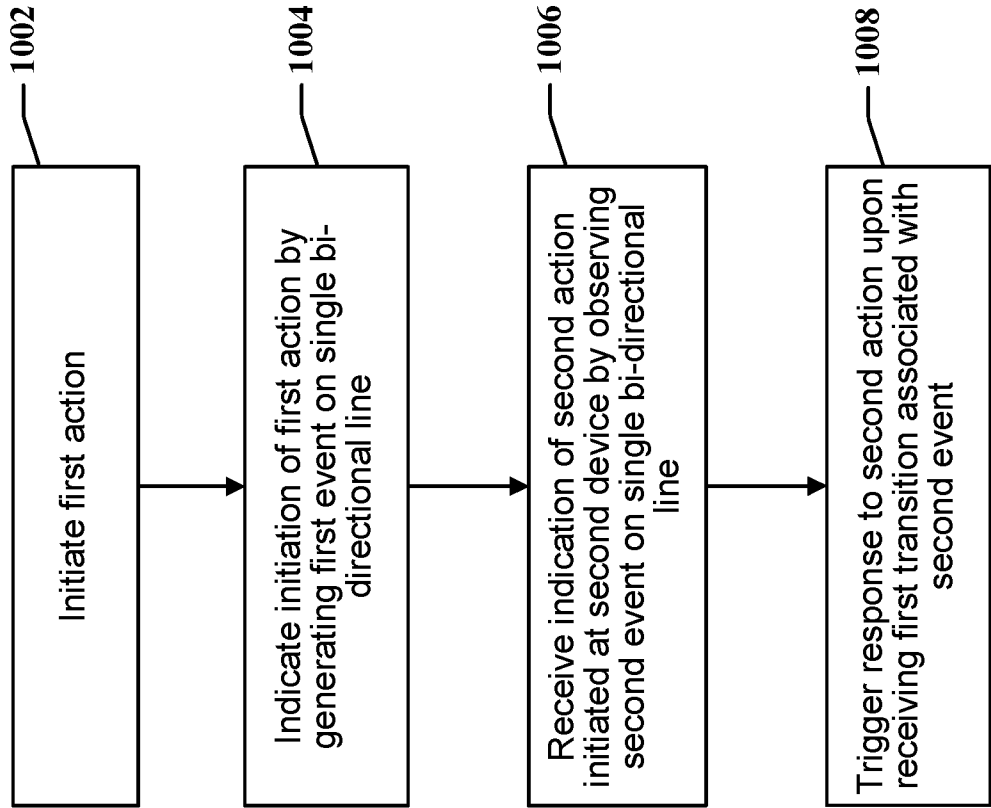 1002
Initiate first action
1004
Indicate initiation of first action by
generating first event on single bi-
directional line
1006
Receive indication of second action
initiated at second device by observing
second event on single bi-directional
line
1008
Trigger response to second action upon
receiving first transition associated with
second event